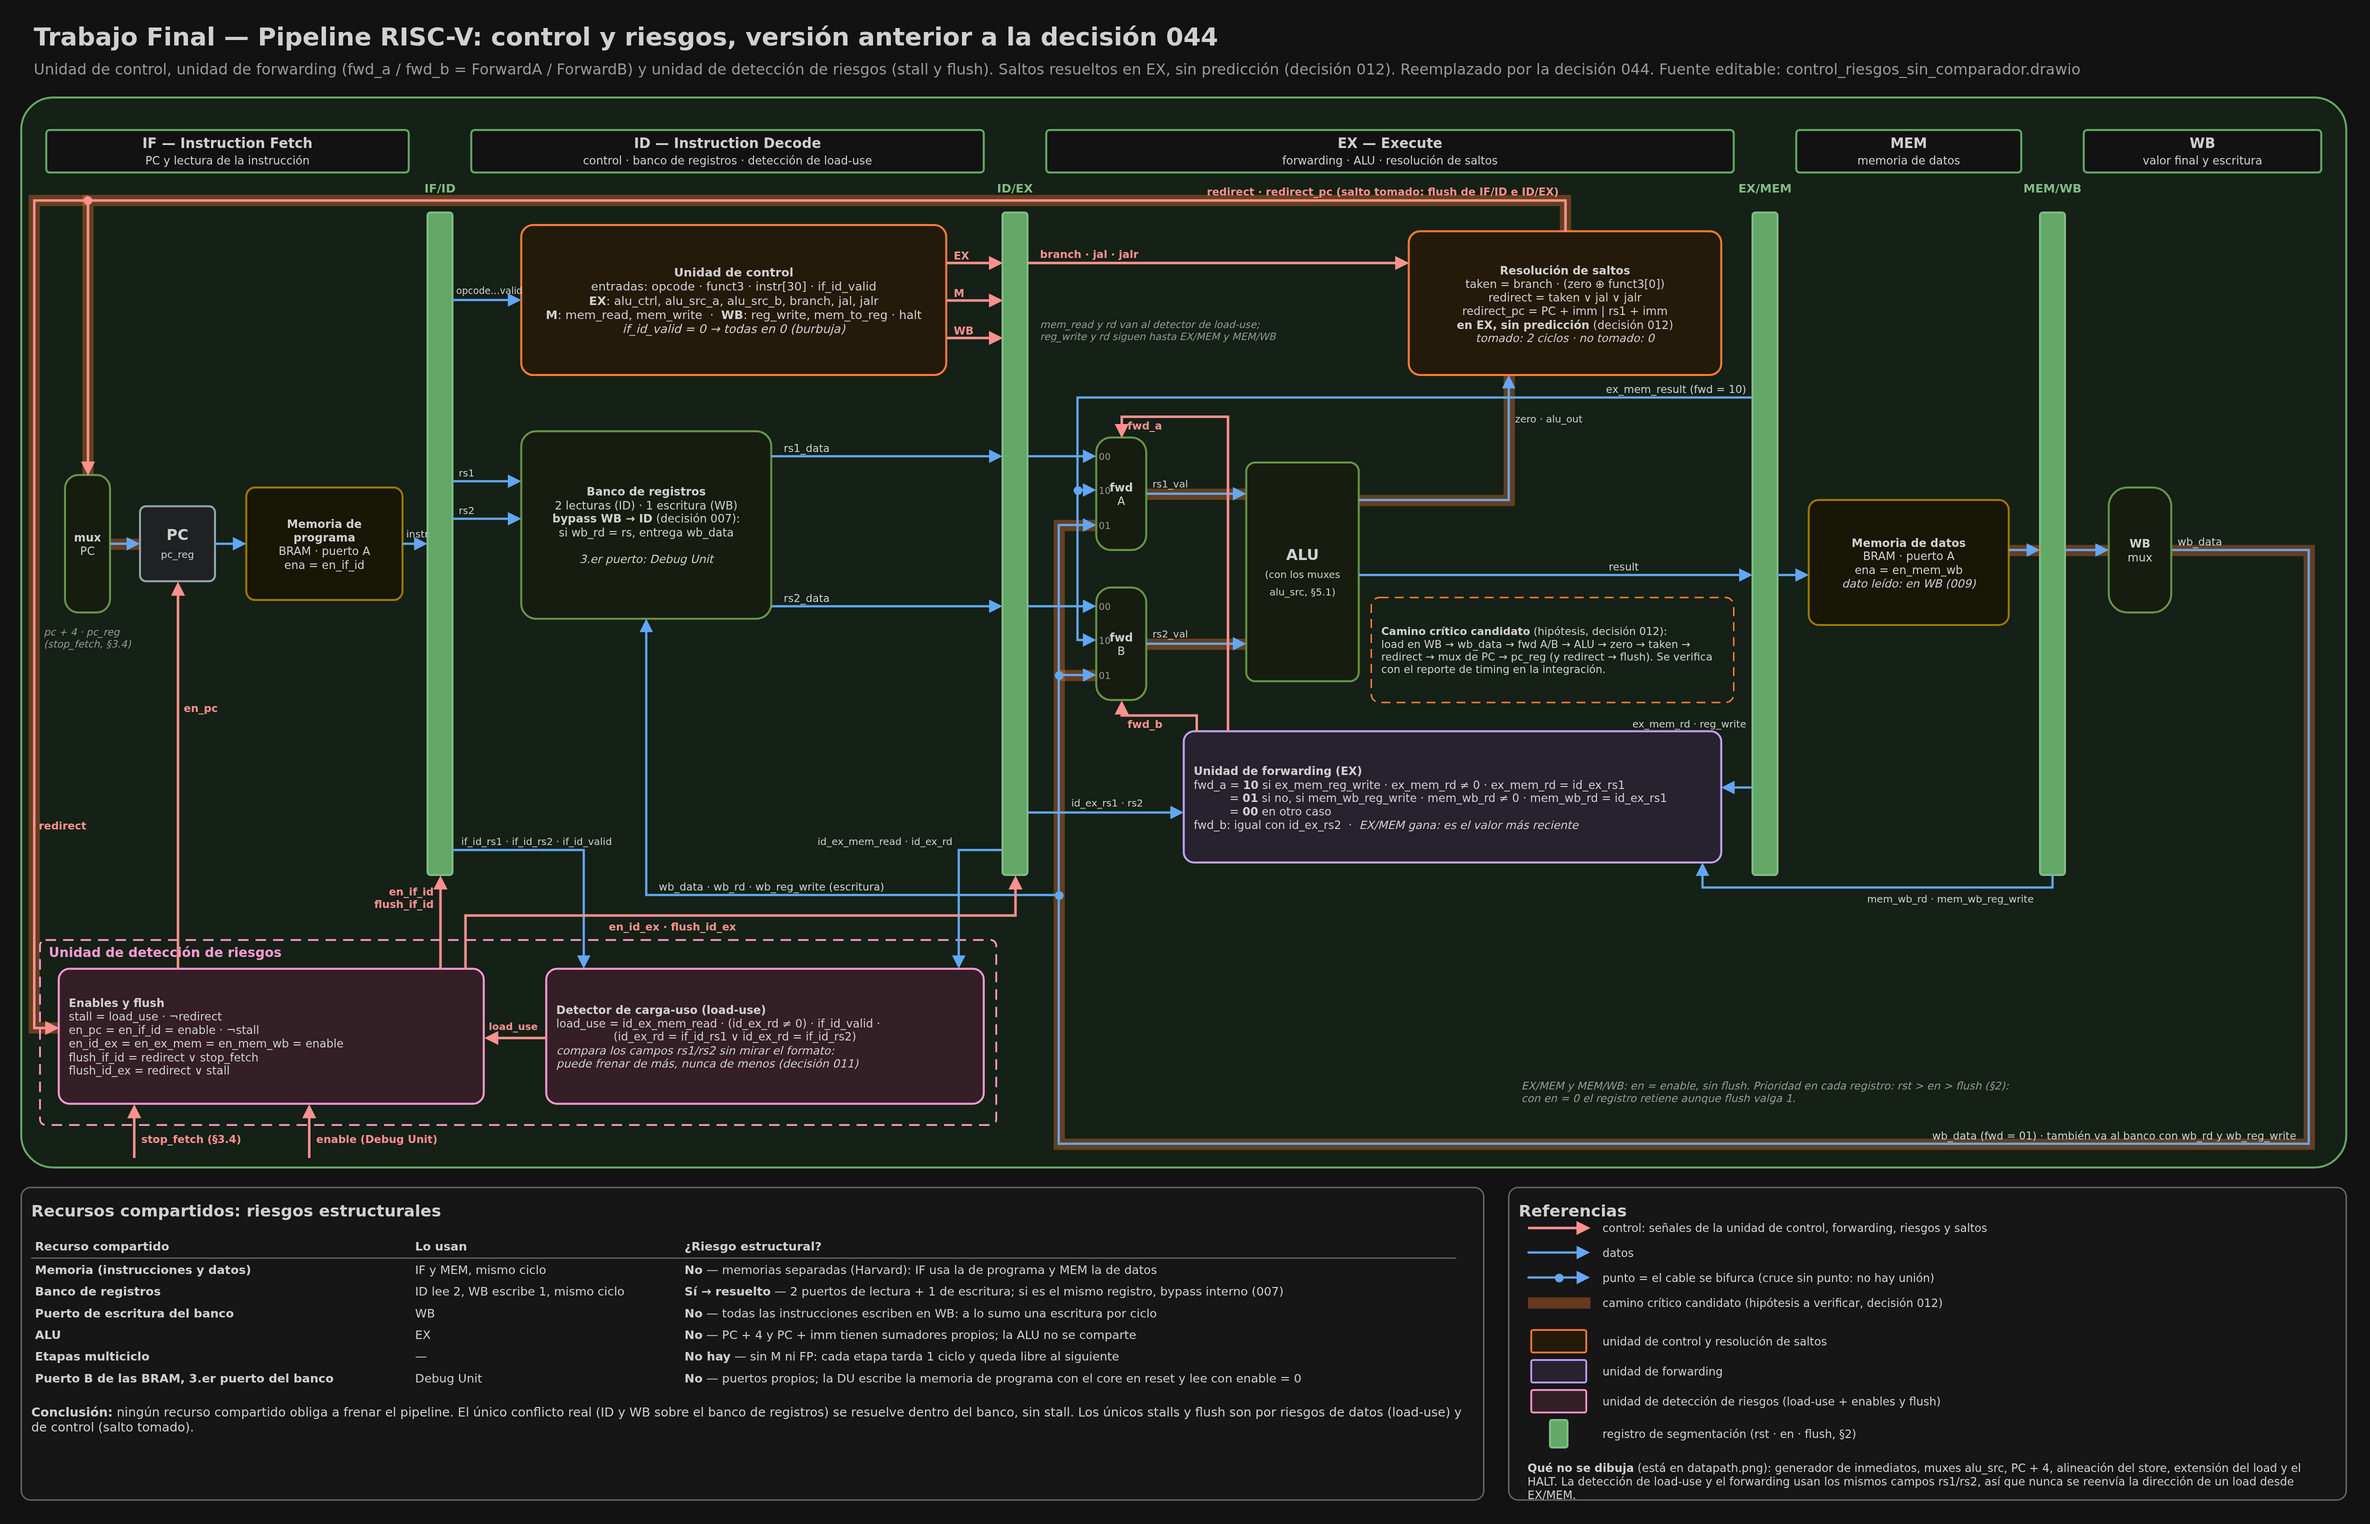 Trabajo Final — Pipeline RISC-V: control y riesgos, versión anterior a la decisión 044
Unidad de control, unidad de forwarding (fwd_a / fwd_b = ForwardA / ForwardB) y unidad de detección de riesgos (stall y flush). Saltos resueltos en EX, sin predicción (decisión 012). Reemplazado por la decisión 044. Fuente editable: control_riesgos_sin_comparador.drawio
IF — Instruction Fetch
PC y lectura de la instrucción
ID — Instruction Decode
control · banco de registros · detección de load-use
EX — Execute
forwarding · ALU · resolución de saltos
MEM
memoria de datos
WB
valor final y escritura
IF/ID
ID/EX
EX/MEM
MEM/WB
redirect · redirect_pc (salto tomado: flush de IF/ID e ID/EX)
Unidad de control
entradas: opcode · funct3 · instr[30] · if_id_valid
EX: alu_ctrl, alu_src_a, alu_src_b, branch, jal, jalr
M: mem_read, mem_write · WB: reg_write, mem_to_reg · halt
if_id_valid = 0 → todas en 0 (burbuja)
opcode…valid
EX
M
WB
branch · jal · jalr
mem_read y rd van al detector de load-use;
reg_write y rd siguen hasta EX/MEM y MEM/WB
Resolución de saltos
taken = branch · (zero ⊕ funct3[0])
redirect = taken ∨ jal ∨ jalr
redirect_pc = PC + imm | rs1 + imm
en EX, sin predicción (decisión 012)
tomado: 2 ciclos · no tomado: 0
ex_mem_result (fwd = 10)
zero · alu_out
mux
PC
PC
pc_reg
Memoria de
programa
BRAM · puerto A
ena = en_if_id
instr
pc + 4 · pc_reg
(stop_fetch, §3.4)
rs1
rs2
Banco de registros
2 lecturas (ID) · 1 escritura (WB)
bypass WB → ID (decisión 007):
si wb_rd = rs, entrega wb_data
3.er puerto: Debug Unit
rs1_data
rs2_data
fwd_a
00
10
01
fwd
A
rs1_val
00
10
01
fwd
B
rs2_val
fwd_b
ALU
(con los muxes
alu_src, §5.1)
result
Camino crítico candidato (hipótesis, decisión 012):
load en WB → wb_data → fwd A/B → ALU → zero → taken →
redirect → mux de PC → pc_reg (y redirect → flush). Se verifica
con el reporte de timing en la integración.
Memoria de datos
BRAM · puerto A
ena = en_mem_wb
dato leído: en WB (009)
WB
mux
wb_data
en_pc
redirect
ex_mem_rd · reg_write
Unidad de forwarding (EX)
fwd_a = 10 si ex_mem_reg_write · ex_mem_rd ≠ 0 · ex_mem_rd = id_ex_rs1
= 01 si no, si mem_wb_reg_write · mem_wb_rd ≠ 0 · mem_wb_rd = id_ex_rs1
= 00 en otro caso
fwd_b: igual con id_ex_rs2 · EX/MEM gana: es el valor más reciente
id_ex_rs1 · rs2
if_id_rs1 · if_id_rs2 · if_id_valid
id_ex_mem_read · id_ex_rd
en_if_id
flush_if_id
wb_data · wb_rd · wb_reg_write (escritura)
mem_wb_rd · mem_wb_reg_write
en_id_ex · flush_id_ex
Unidad de detección de riesgos
Enables y flush
stall = load_use · ¬redirect
en_pc = en_if_id = enable · ¬stall
en_id_ex = en_ex_mem = en_mem_wb = enable
flush_if_id = redirect ∨ stop_fetch
flush_id_ex = redirect ∨ stall
load_use
Detector de carga-uso (load-use)
load_use = id_ex_mem_read · (id_ex_rd ≠ 0) · if_id_valid ·
(id_ex_rd = if_id_rs1 ∨ id_ex_rd = if_id_rs2)
compara los campos rs1/rs2 sin mirar el formato:
puede frenar de más, nunca de menos (decisión 011)
stop_fetch (§3.4)
enable (Debug Unit)
EX/MEM y MEM/WB: en = enable, sin flush. Prioridad en cada registro: rst > en > flush (§2):
con en = 0 el registro retiene aunque flush valga 1.
wb_data (fwd = 01) · también va al banco con wb_rd y wb_reg_write
Recursos compartidos: riesgos estructurales
Recurso compartido Lo usan ¿Riesgo estructural?
Memoria (instrucciones y datos) IF y MEM, mismo ciclo No — memorias separadas (Harvard): IF usa la de programa y MEM la de datos
Banco de registros ID lee 2, WB escribe 1, mismo ciclo Sí → resuelto — 2 puertos de lectura + 1 de escritura; si es el mismo registro, bypass interno (007)
Puerto de escritura del banco WB No — todas las instrucciones escriben en WB: a lo sumo una escritura por ciclo
ALU EX No — PC + 4 y PC + imm tienen sumadores propios; la ALU no se comparte
Etapas multiciclo — No hay — sin M ni FP: cada etapa tarda 1 ciclo y queda libre al siguiente
Puerto B de las BRAM, 3.er puerto del banco Debug Unit No — puertos propios; la DU escribe la memoria de programa con el core en reset y lee con enable = 0
Conclusión: ningún recurso compartido obliga a frenar el pipeline. El único conflicto real (ID y WB sobre el banco de registros) se resuelve dentro del banco, sin stall. Los únicos stalls y flush son por riesgos de datos (load-use) y
de control (salto tomado).
Referencias
control: señales de la unidad de control, forwarding, riesgos y saltos
datos
punto = el cable se bifurca (cruce sin punto: no hay unión)
camino crítico candidato (hipótesis a verificar, decisión 012)
unidad de control y resolución de saltos
unidad de forwarding
unidad de detección de riesgos (load-use + enables y flush)
registro de segmentación (rst · en · flush, §2)
Qué no se dibuja (está en datapath.png): generador de inmediatos, muxes alu_src, PC + 4, alineación del store, extensión del load y el
HALT. La detección de load-use y el forwarding usan los mismos campos rs1/rs2, así que nunca se reenvía la dirección de un load desde
EX/MEM.